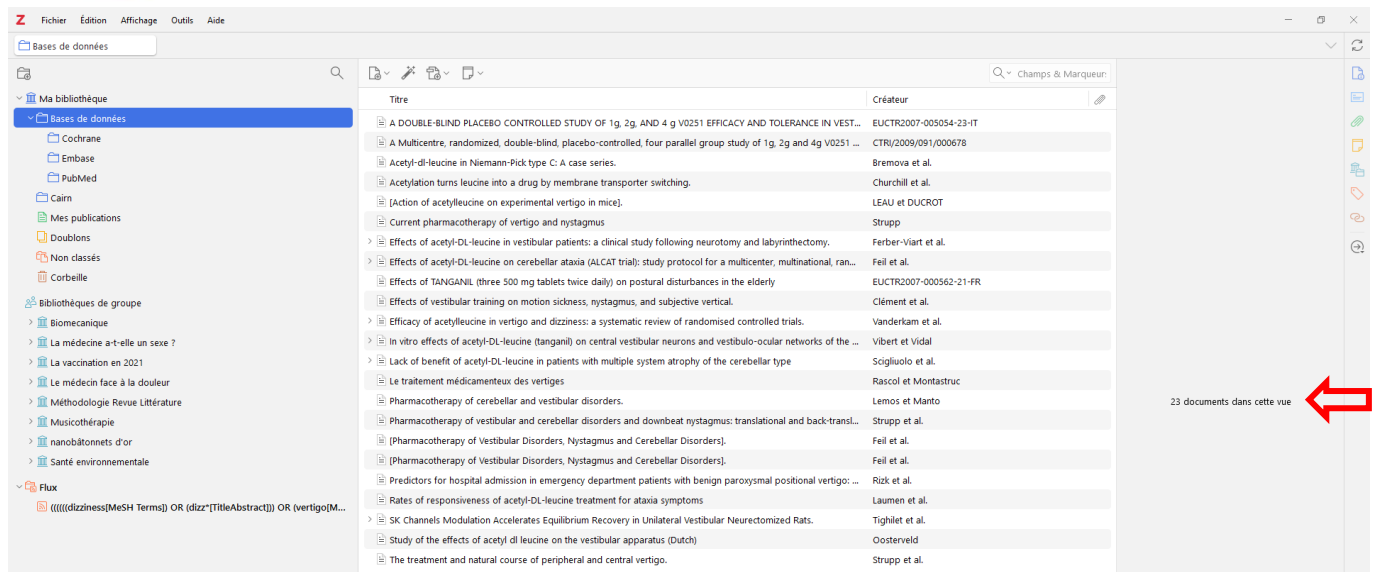 Z Fichier Édition Affichage Outils Aide
Bases de données
Champs & Marqueurs
Ma bibliothèque
Bases de données
Cochrane
Embase
PubMed
Cairn
Mes publications
Doublons
Non classés
Corbeille
Bibliothèques de groupe
Biomecanique
La médecine a-t-elle un sexe ?
La vaccination en 2021
Le médecin face à la douleur
Méthodologie Revue Littérature
Musicothérapie
nanobâtonnets d'or
Santé environnementale
Flux
((((((dizziness[MeSH Terms]) OR (dizz*[TitleAbstract])) OR (vertigo[M...
Titre Créateur
A DOUBLE-BLIND PLACEBO CONTROLLED STUDY OF 1g, 2g, AND 4 g V0251 EFFICACY AND TOLERANCE IN VEST... EUCTR2007-005054-23-IT
A Multicentre, randomized, double-blind, placebo-controlled, four parallel group study of 1g, 2g and 4g V0251 ... CTRI/2009/091/000678
Acetyl-dl-leucine in Niemann-Pick type C: A case series. Bremova et al.
Acetylation turns leucine into a drug by membrane transporter switching. Churchill et al.
[Action of acetylleucine on experimental vertigo in mice]. LEAU et DUCROT
Current pharmacotherapy of vertigo and nystagmus Strupp
Effects of acetyl-DL-leucine in vestibular patients: a clinical study following neurotomy and labyrinthectomy. Ferber-Viart et al.
Effects of acetyl-DL-leucine on cerebellar ataxia (ALCAT trial): study protocol for a multicenter, multinational, ran... Feil et al.
Effects of TANGANIL (three 500 mg tablets twice daily) on postural disturbances in the elderly EUCTR2007-000562-21-FR
Effects of vestibular training on motion sickness, nystagmus, and subjective vertical. Clément et al.
Efficacy of acetylleucine in vertigo and dizziness: a systematic review of randomised controlled trials. Vanderkam et al.
In vitro effects of acetyl-DL-leucine (tanganil) on central vestibular neurons and vestibulo-ocular networks of the ... Vibert et Vidal
Lack of benefit of acetyl-DL-leucine in patients with multiple system atrophy of the cerebellar type Scigliuolo et al.
Le traitement médicamenteux des vertiges Rascol et Montastruc
Pharmacotherapy of cerebellar and vestibular disorders. Lemos et Manto
Pharmacotherapy of vestibular and cerebellar disorders and downbeat nystagmus: translational and back-transl... Strupp et al.
[Pharmacotherapy of Vestibular Disorders, Nystagmus and Cerebellar Disorders]. Feil et al.
[Pharmacotherapy of Vestibular Disorders, Nystagmus and Cerebellar Disorders]. Feil et al.
Predictors for hospital admission in emergency department patients with benign paroxysmal positional vertigo: ... Rizk et al.
Rates of responsiveness of acetyl-DL-leucine treatment for ataxia symptoms Laumen et al.
SK Channels Modulation Accelerates Equilibrium Recovery in Unilateral Vestibular Neurectomized Rats. Tighilet et al.
Study of the effects of acetyl dl leucine on the vestibular apparatus (Dutch) Oosterveld
The treatment and natural course of peripheral and central vertigo. Strupp et al.
23 documents dans cette vue